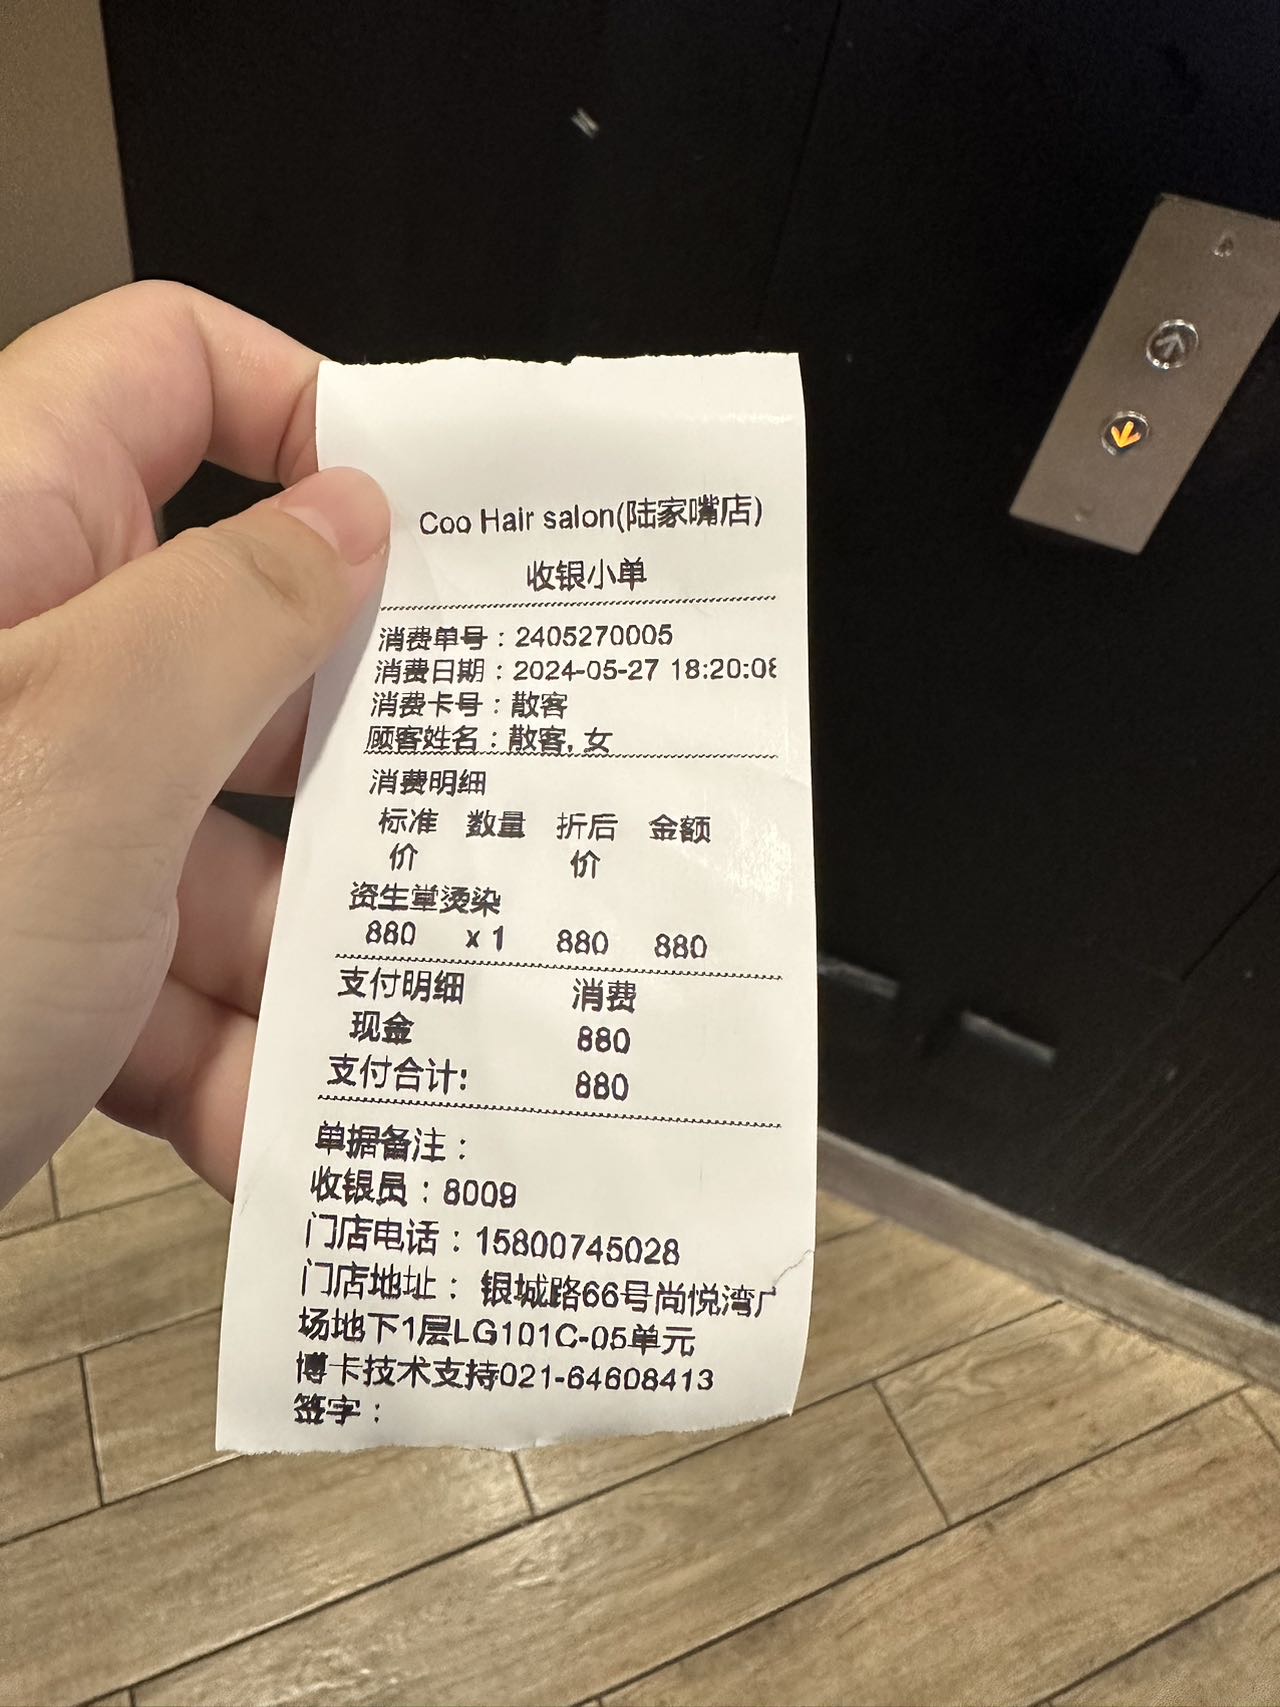 Coo Hair salon(陆家嘴店)
收银小单
消费单号：2405270005
消费日期：2024-05-27 18:20:08
消费卡号：散客
顾客姓名：散客, 女
消费明细
标准价 数量 折后价 金额
资生堂烫染
880 x 1 880 880
支付明细 消费
现金 880
支付合计: 880
单据备注：
收银员：8009
门店电话：15800745028
门店地址： 银城路66号尚悦湾广
场地下1层LG101C-05单元
博卡技术支持021-64608413
签字：